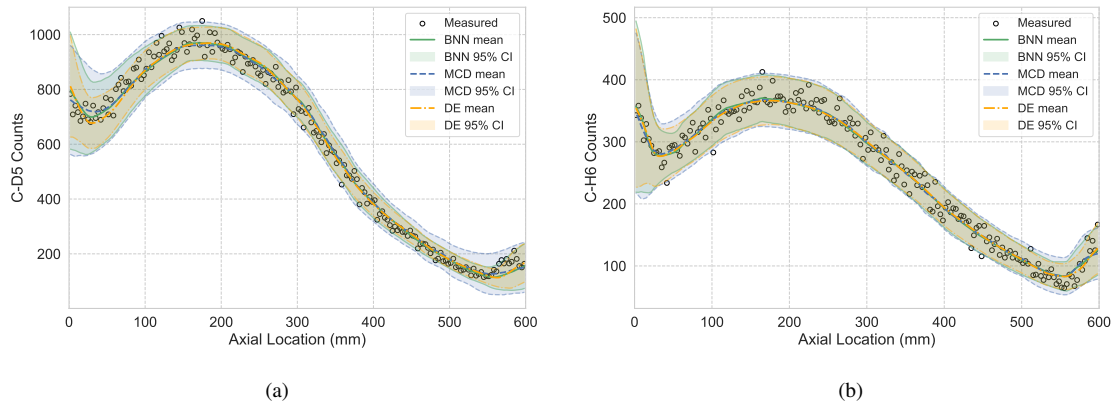 1000
800
600
400
200
C-D5 Counts
0 100 200 300 400 500 600
Axial Location (mm)
Measured
BNN mean
BNN 95% CI
MCD mean
MCD 95% CI
DE mean
DE 95% CI
(a)
500
400
300
200
100
C-H6 Counts
0 100 200 300 400 500 600
Axial Location (mm)
Measured
BNN mean
BNN 95% CI
MCD mean
MCD 95% CI
DE mean
DE 95% CI
(b)